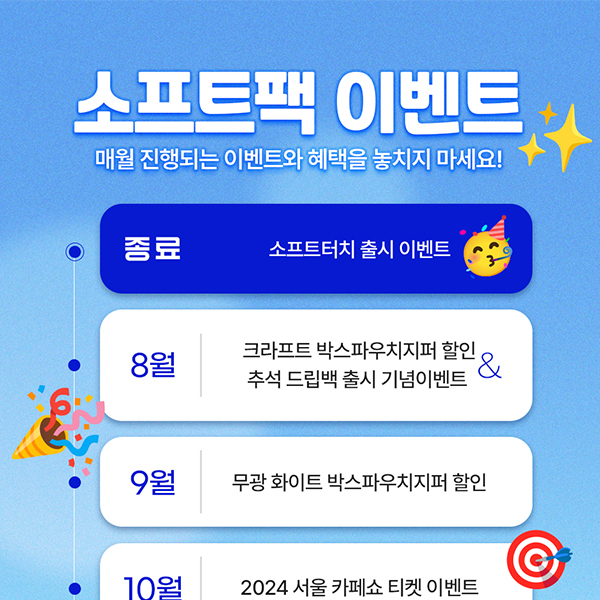 소프트팩 이벤트
매월 진행되는 이벤트와 혜택을 놓치지 마세요!
종료
소프트터치 출시 이벤트
8월
크라프트 박스파우치지퍼 할인
&
추석 드립백 출시 기념이벤트
9월
무광 화이트 박스파우치지퍼 할인
10월
2024 서울 카페쇼 티켓 이벤트